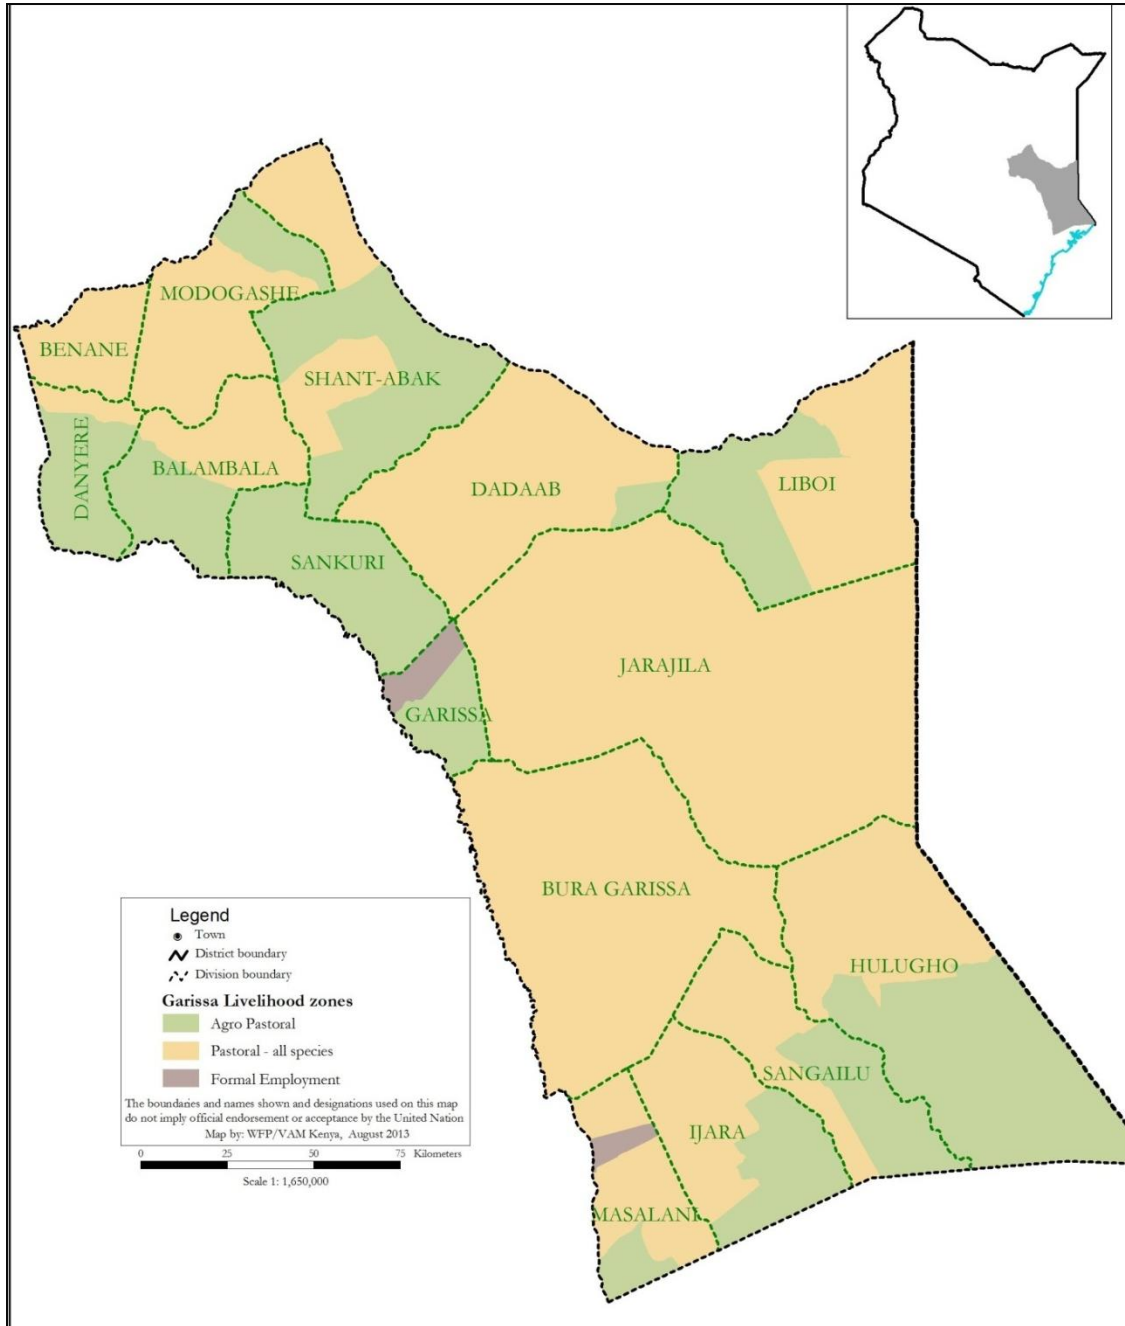 MODOGASHE
BENANE
SHANT-ABAK
DANYERE
BALAMBALA
DADAAB
LIBOI
SANKURI
JARAJILA
GARISSA
BURA GARISSA
HULUGHO
SANGAILU
IJARA
MASALANI
Legend
Town
District boundary
Division boundary
Garissa Livelihood zones
Agro Pastoral
Pastoral - all species
Formal Employment
The boundaries and names shown and designations used on this map
do not imply official endorsement or acceptance by the United Nation
Map by: WFP/VAM Kenya, August 2013
0 25 50 75 Kilometers
Scale 1: 1,650,000